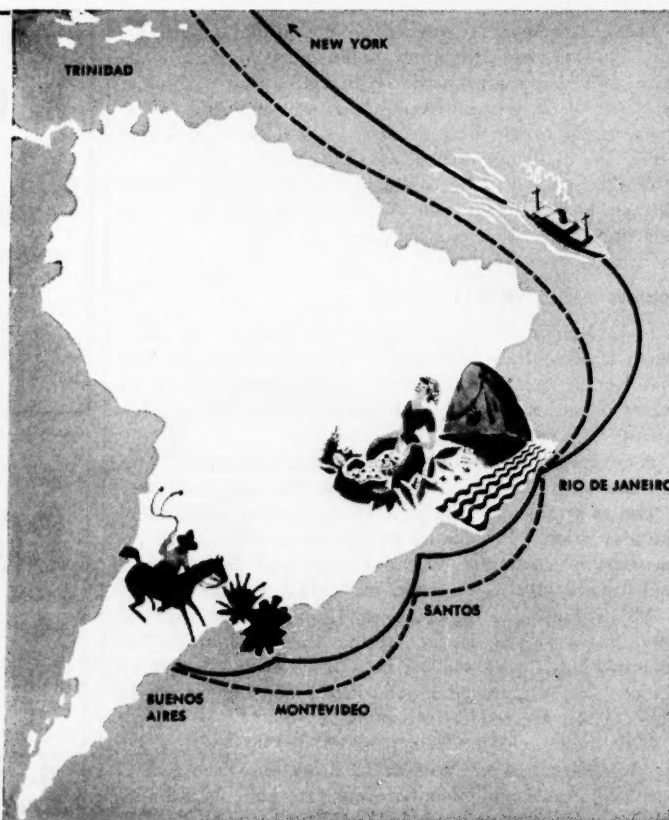 NEW YORK
TRINIDAD
RIO DE JANEIRO
SANTOS
BUENOS
AIRES
MONTEVIDEO